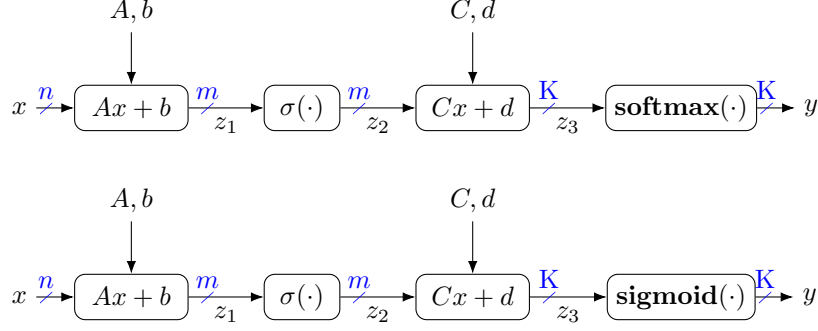 A, b C, d
n m m K K
x Ax + b σ(·) Cx + d softmax(·) y
z₁ z₂ z₃
A, b C, d
n m m K K
x Ax + b σ(·) Cx + d sigmoid(·) y
z₁ z₂ z₃